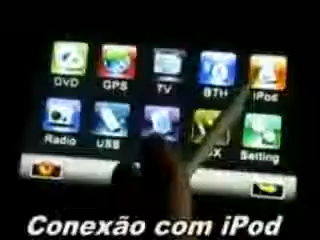 DVD GPS TV BTH iPod
Radio USB Setting
Conexão com iPod